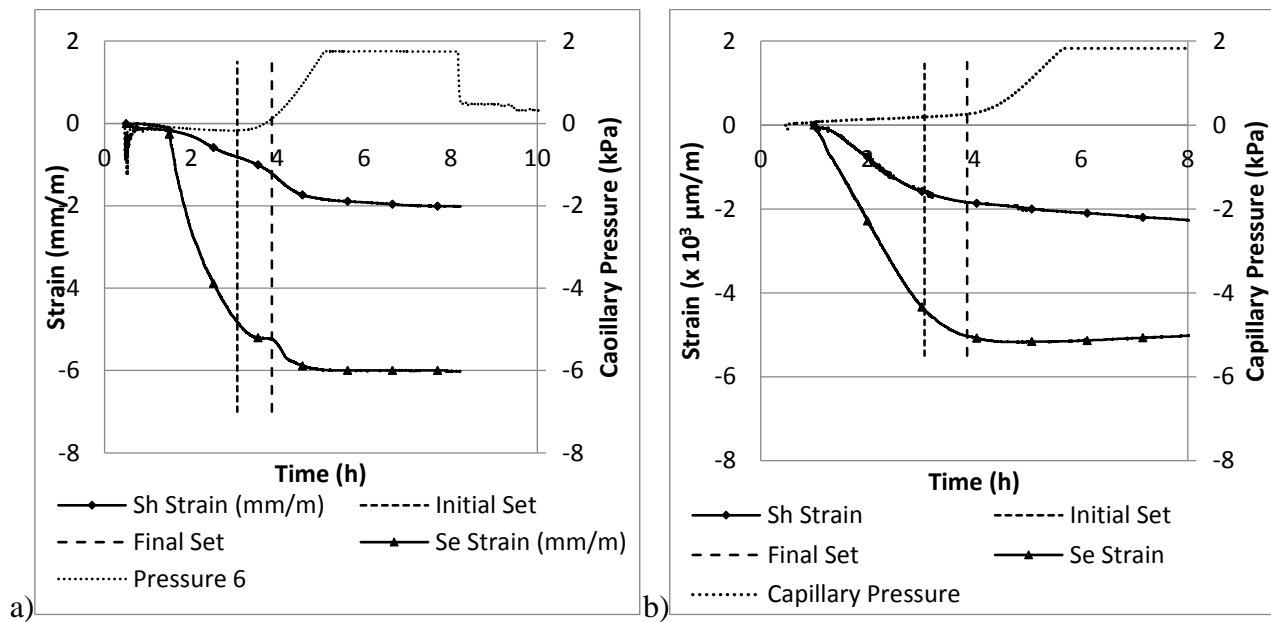 2
2
0
0
0
2
4
6
8
10
-2
-2
-4
-4
-6
-6
-8
-8
Strain (mm/m)
Caoillary Pressure (kPa)
Time (h)
Sh Strain (mm/m)
Initial Set
Final Set
Se Strain (mm/m)
Pressure 6
a)
2
2
0
0
0
2
4
6
8
-2
-2
-4
-4
-6
-6
-8
-8
Strain (x 10³ μm/m)
Capillary Pressure (kPa)
Time (h)
Sh Strain
Initial Set
Final Set
Se Strain
Capillary Pressure
b)